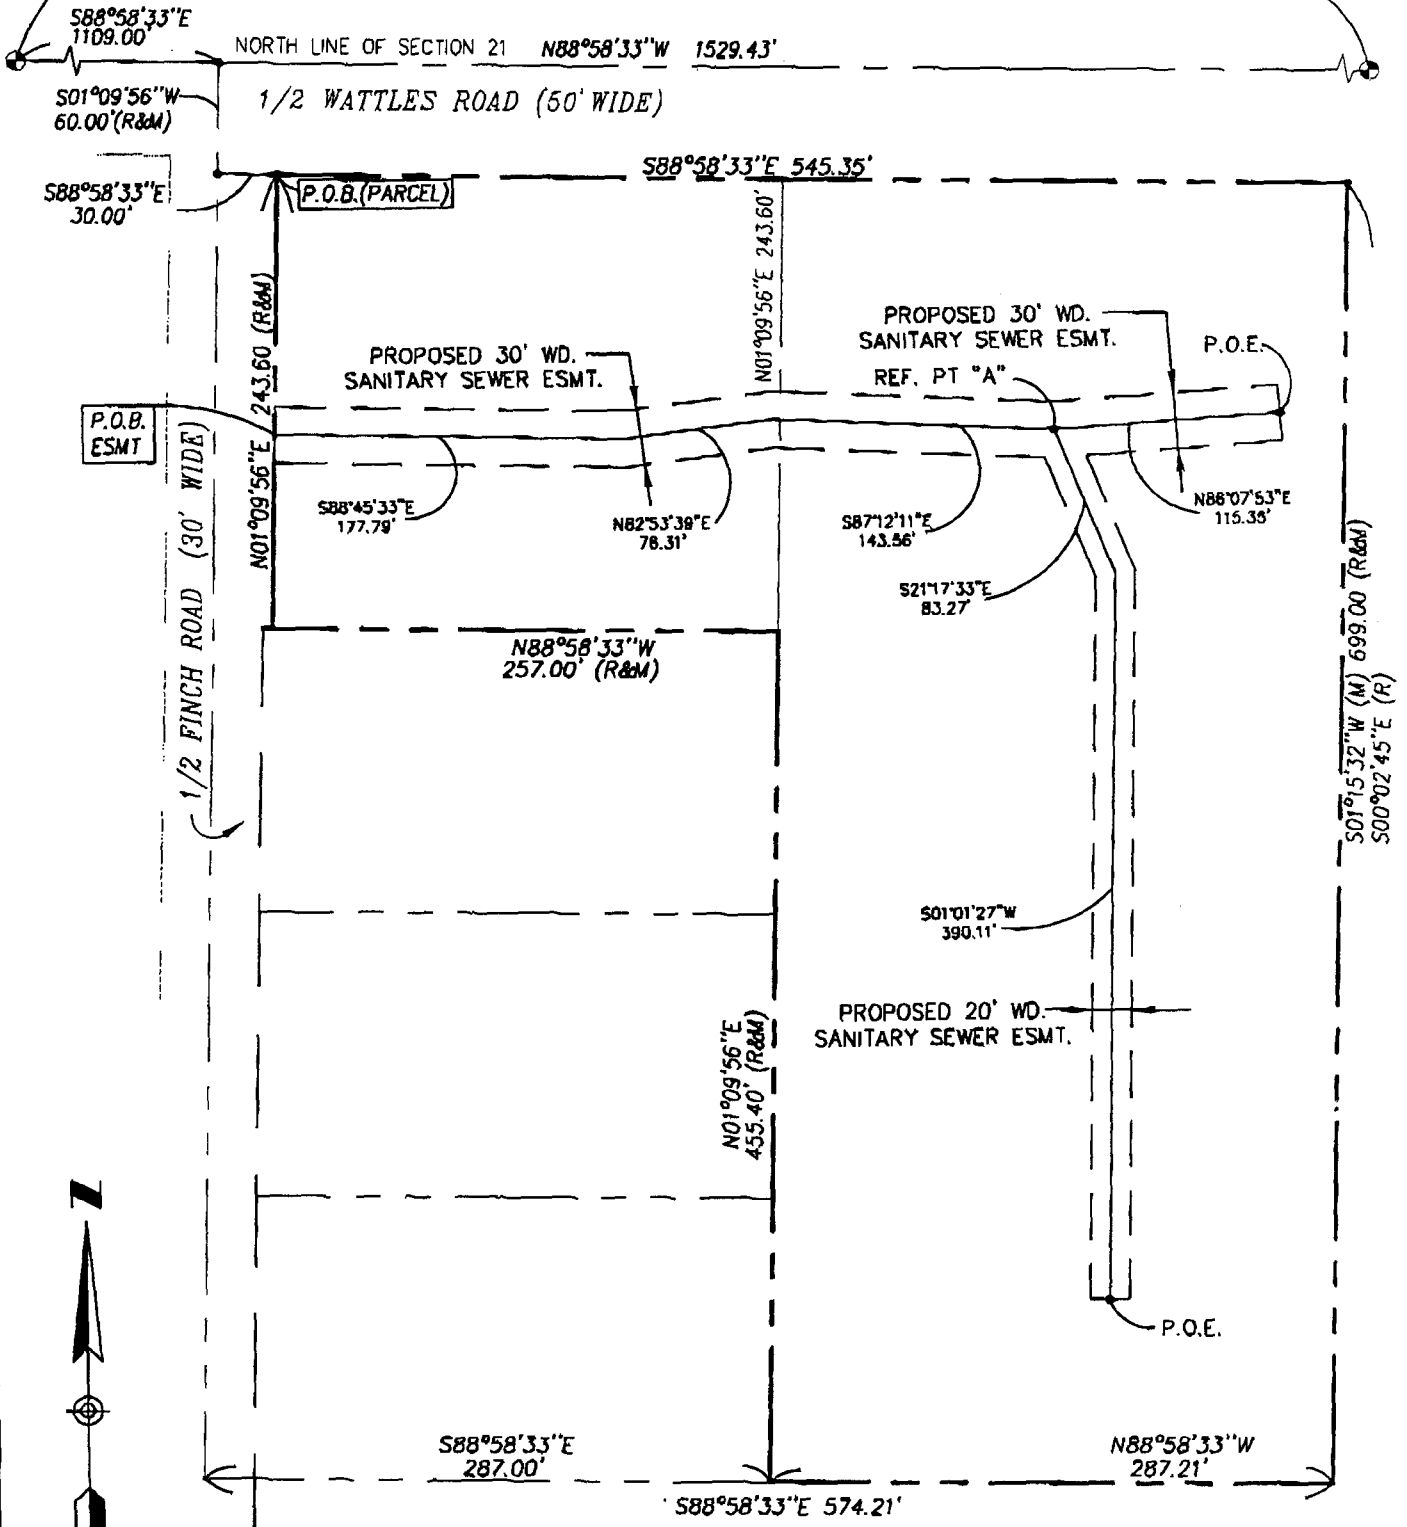 S88°58'33"E
1109.00'
NORTH LINE OF SECTION 21 N88°58'33"W 1529.43'
S01°09'56"W
60.00'(R&M)
1/2 WATTLES ROAD (50' WIDE)
S88°58'33"E 545.35'
S88°58'33"E
30.00'
P.O.B.(PARCEL)
N01°09'56"E 243.60 (R&M)
N01°09'56"E 243.60'
PROPOSED 30' WD.
SANITARY SEWER ESMT.
PROPOSED 30' WD.
SANITARY SEWER ESMT.
REF. PT "A"
P.O.E.
P.O.B.
ESMT
1/2 FINCH ROAD (30' WIDE)
S88°45'33"E
177.79'
N82°53'39"E
78.31'
S87°12'11"E
143.56'
N86°07'53"E
115.35'
S21°17'33"E
83.27'
N88°58'33"W
257.00' (R&M)
S01°15'32"W (M) 699.00 (R&M)
S00°02'45"E (R)
S01°01'27"W
390.11'
PROPOSED 20' WD.
SANITARY SEWER ESMT.
N01°09'56"E
455.40' (R&M)
P.O.E.
N
S88°58'33"E
287.00'
N88°58'33"W
287.21'
S88°58'33"E 574.21'